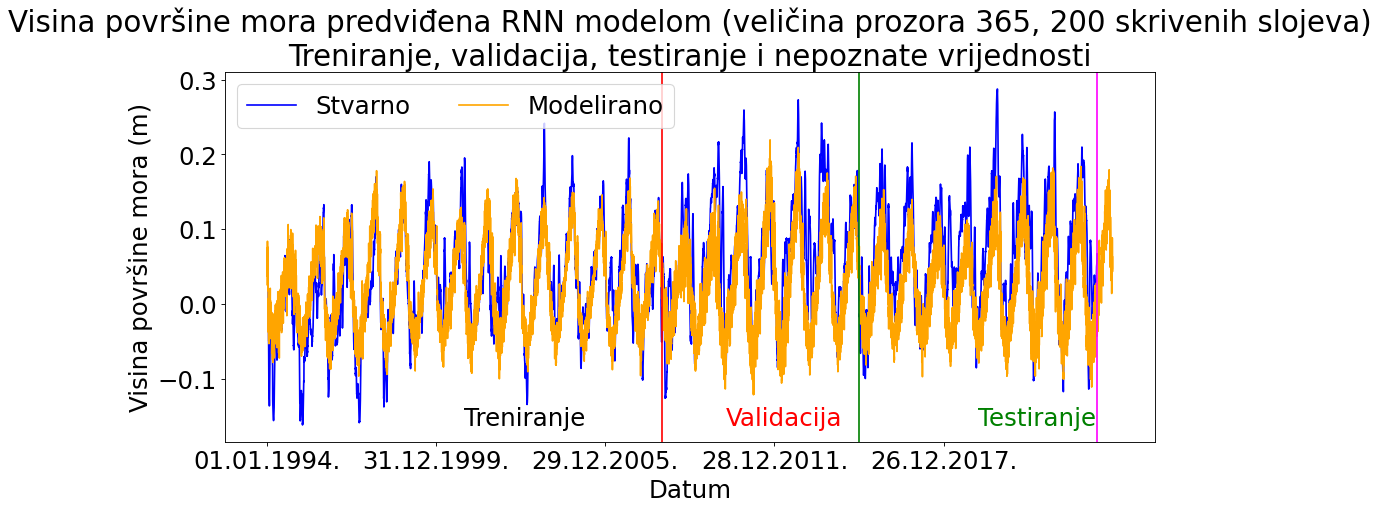 Visina površine mora predviđena RNN modelom (veličina prozora 365, 200 skrivenih slojeva)
Treniranje, validacija, testiranje i nepoznate vrijednosti
Stvarno
Modelirano
Visina površine mora (m)
0.3
0.2
0.1
0.0
−0.1
Treniranje
Validacija
Testiranje
01.01.1994.
31.12.1999.
29.12.2005.
28.12.2011.
26.12.2017.
Datum